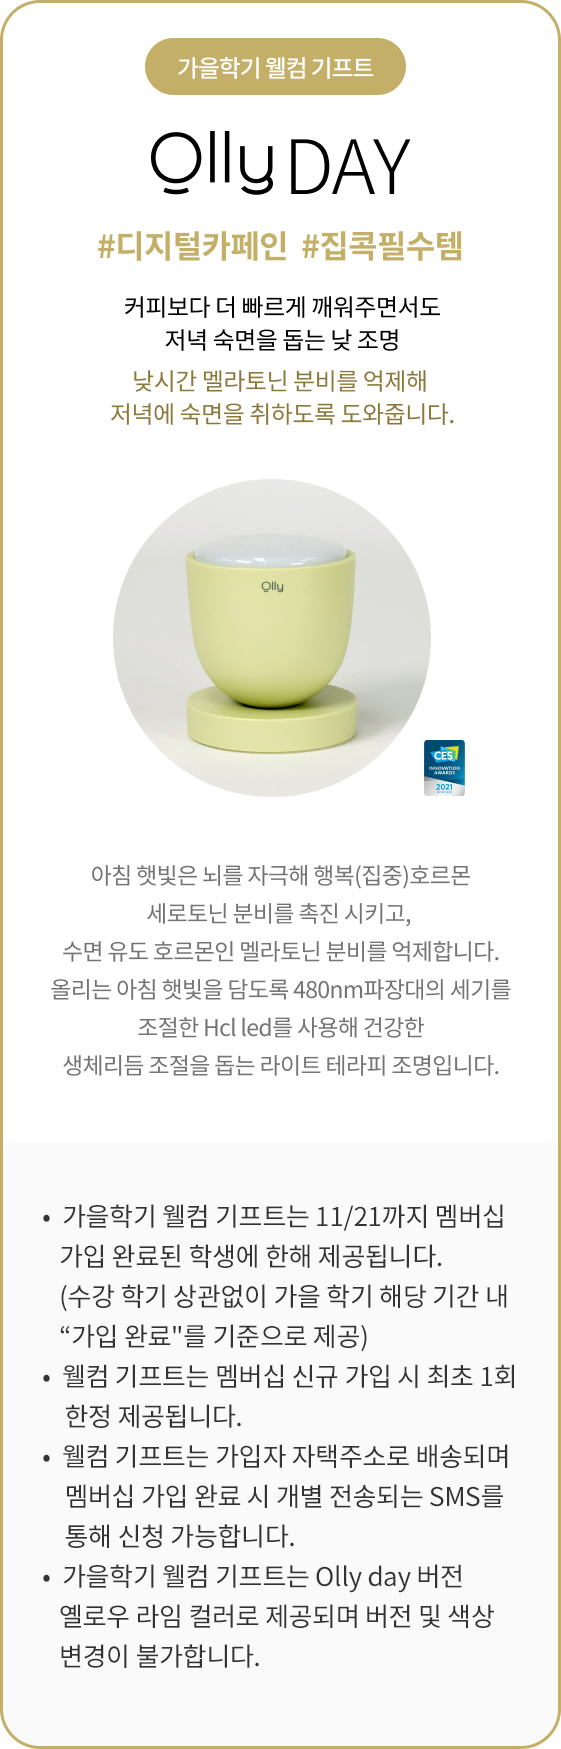 가을학기 웰컴 기프트
Olly DAY
#디지털카페인 #집콕필수템
커피보다 더 빠르게 깨워주면서도
저녁 숙면을 돕는 낮 조명
낮시간 멜라토닌 분비를 억제해
저녁에 숙면을 취하도록 도와줍니다.
Olly
CES
INNOVATION
AWARDS
2021
아침 햇빛은 뇌를 자극해 행복(집중)호르몬
세로토닌 분비를 촉진 시키고,
수면 유도 호르몬인 멜라토닌 분비를 억제합니다.
올리는 아침 햇빛을 담도록 480nm파장대의 세기를
조절한 Hcl led를 사용해 건강한
생체리듬 조절을 돕는 라이트 테라피 조명입니다.
• 가을학기 웰컴 기프트는 11/21까지 멤버십
가입 완료된 학생에 한해 제공됩니다.
(수강 학기 상관없이 가을 학기 해당 기간 내
“가입 완료"를 기준으로 제공)
• 웰컴 기프트는 멤버십 신규 가입 시 최초 1회
한정 제공됩니다.
• 웰컴 기프트는 가입자 자택주소로 배송되며
멤버십 가입 완료 시 개별 전송되는 SMS를
통해 신청 가능합니다.
• 가을학기 웰컴 기프트는 Olly day 버전
옐로우 라임 컬러로 제공되며 버전 및 색상
변경이 불가합니다.